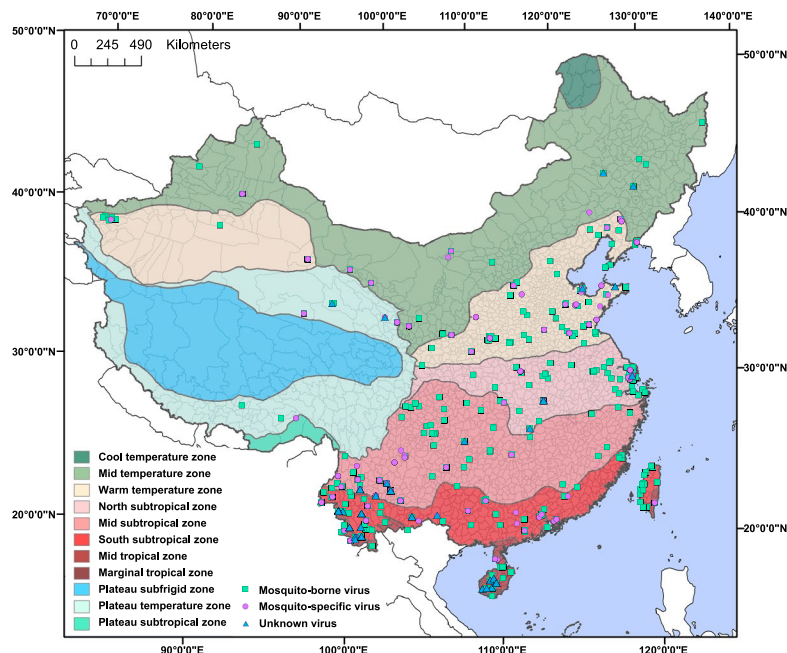 70°0'0"E 80°0'0"E 90°0'0"E 100°0'0"E 110°0'0"E 120°0'0"E 130°0'0"E 140°0'0"E
50°0'0"N 50°0'0"N
0 245 490 Kilometers
40°0'0"N 40°0'0"N
30°0'0"N 30°0'0"N
20°0'0"N 20°0'0"N
Cool temperature zone
Mid temperature zone
Warm temperature zone
North subtropical zone
Mid subtropical zone
South subtropical zone
Mid tropical zone
Marginal tropical zone
Plateau subfrigid zone
Plateau temperature zone
Plateau subtropical zone
Mosquito-borne virus
Mosquito-specific virus
Unknown virus
90°0'0"E 100°0'0"E 110°0'0"E 120°0'0"E